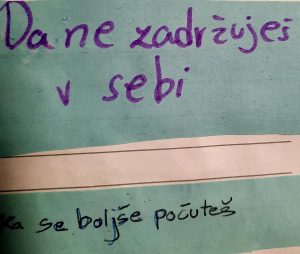 Da ne zadržuješ
v sebi
ka se boljše počuteš